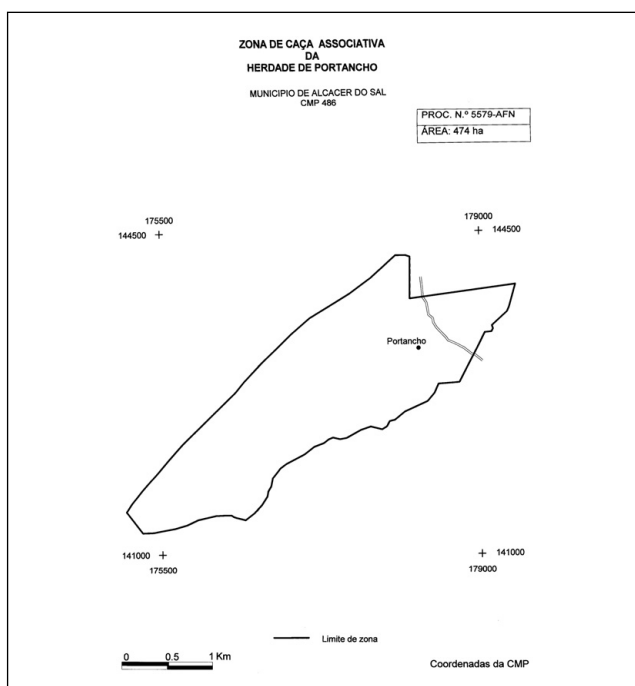 ZONA DE CAÇA ASSOCIATIVA
DA
HERDADE DE PORTANCHO
MUNICIPIO DE ALCACER DO SAL
CMP 486
PROC. N.º 5579-AFN
ÁREA: 474 ha
175500
144500
179000
144500
Portancho
141000
175500
141000
179000
Limite de zona
0 0.5 1 Km
Coordenadas da CMP